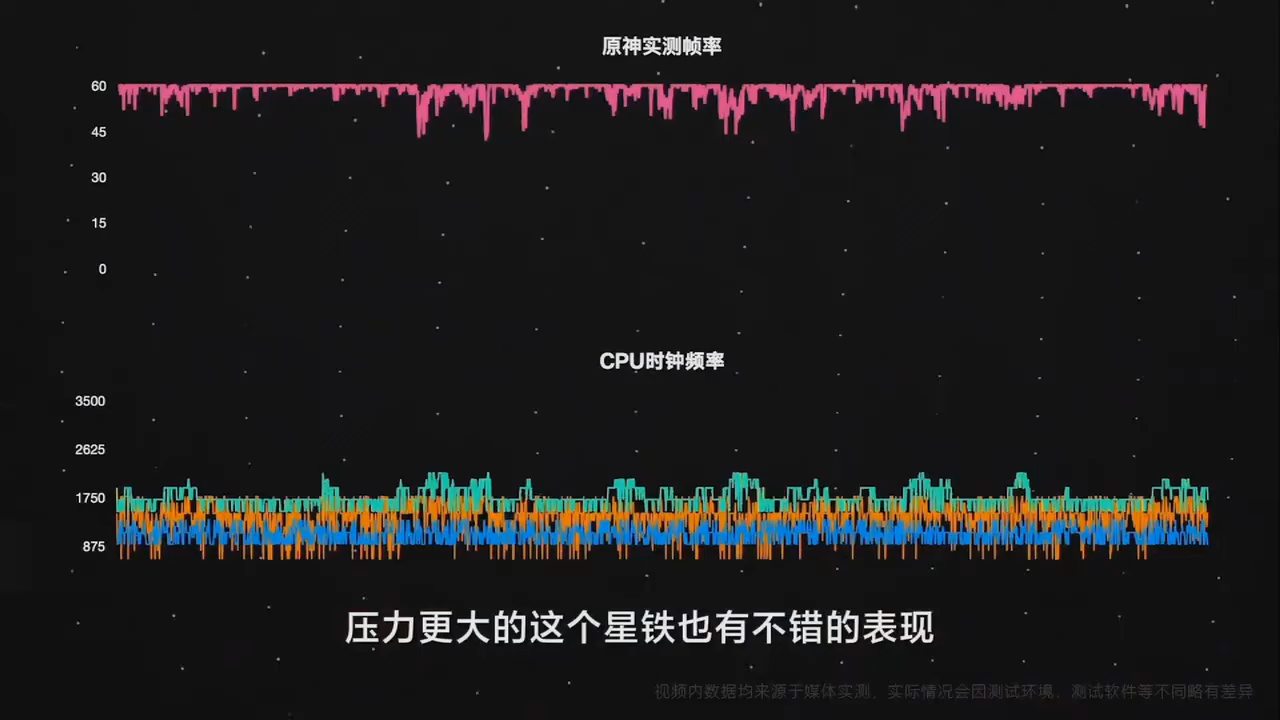 原神实测帧率
60
45
30
15
0
CPU时钟频率
3500
2625
1750
875
压力更大的这个星铁也有不错的表现
视频内数据均来源于媒体实测，实际情况会因测试环境、测试软件等不同略有差异